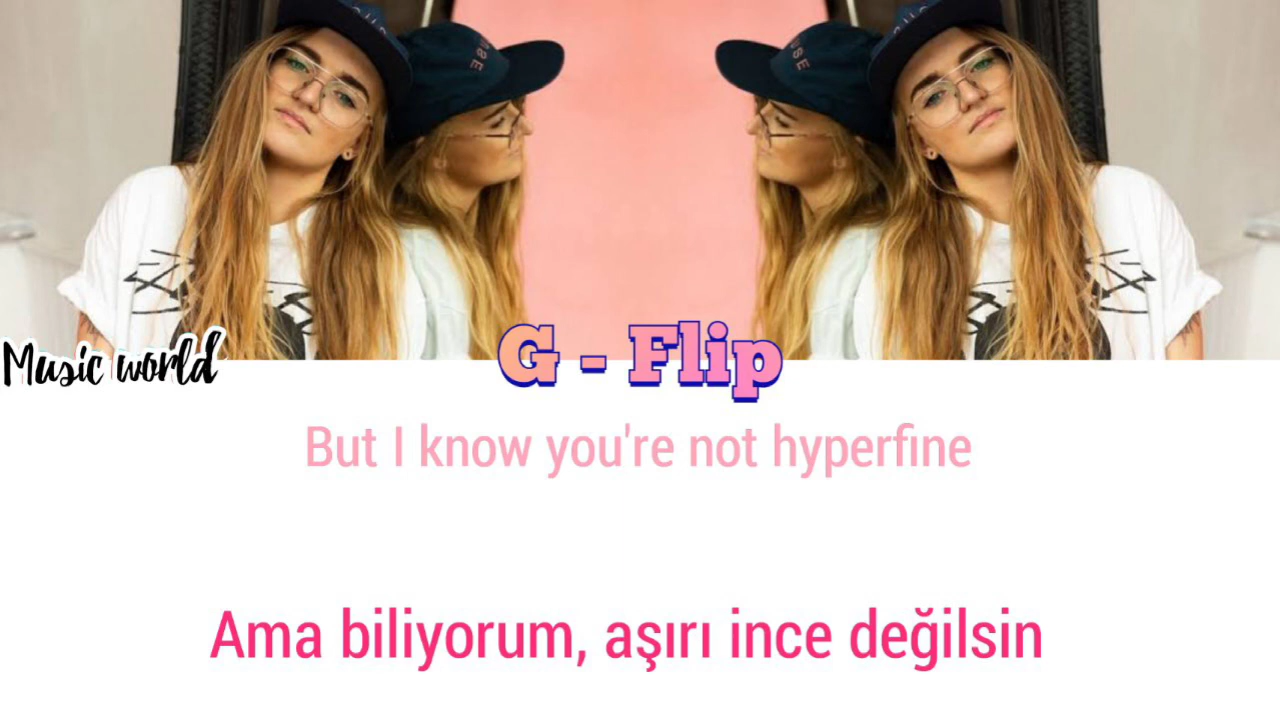 Music world
G - Flip
But I know you're not hyperfine
Ama biliyorum, aşırı ince değilsin